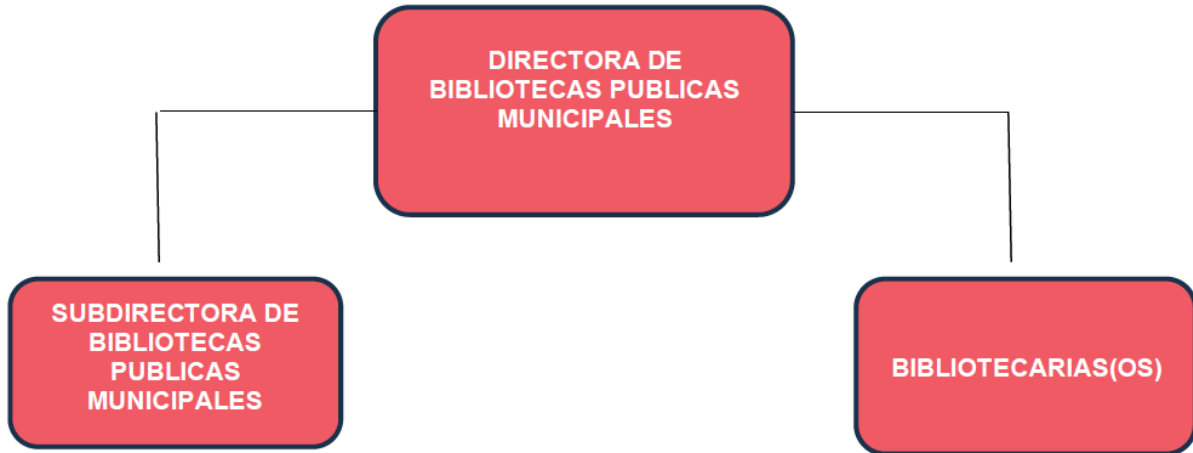 DIRECTORA DE
BIBLIOTECAS PUBLICAS
MUNICIPALES
SUBDIRECTORA DE
BIBLIOTECAS
PUBLICAS
MUNICIPALES
BIBLIOTECARIAS(OS)